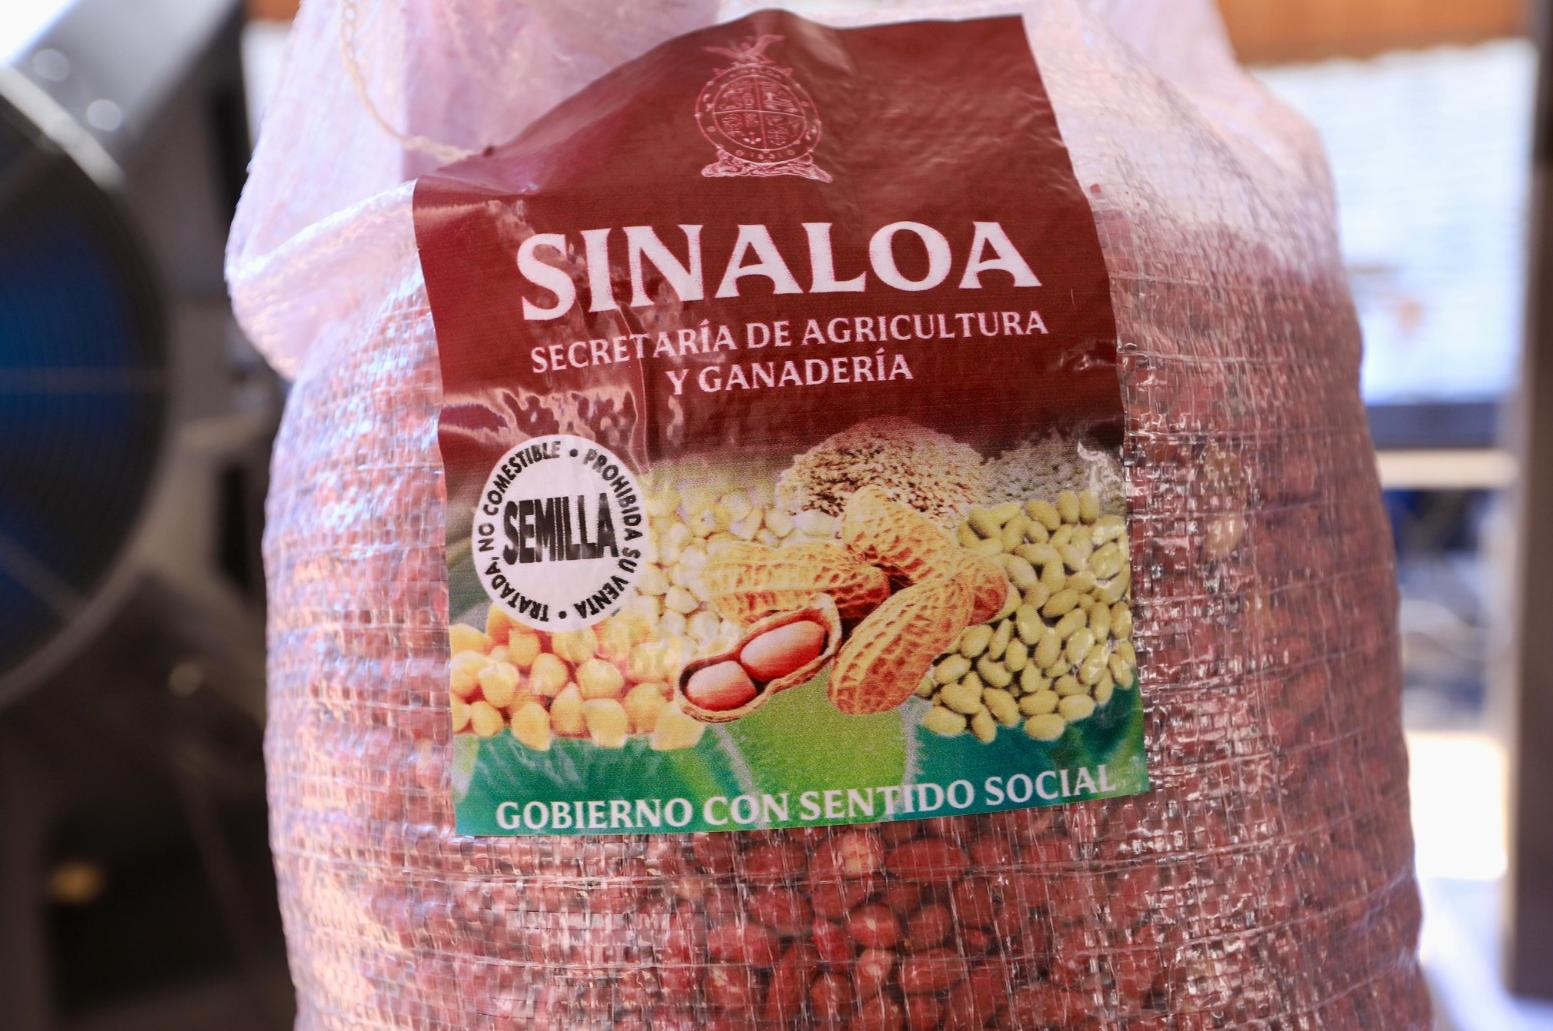 SINALOA
SECRETARÍA DE AGRICULTURA
Y GANADERÍA
TRATADA, NO COMESTIBLE • PROHIBIDA SU VENTA •
SEMILLA
GOBIERNO CON SENTIDO SOCIAL